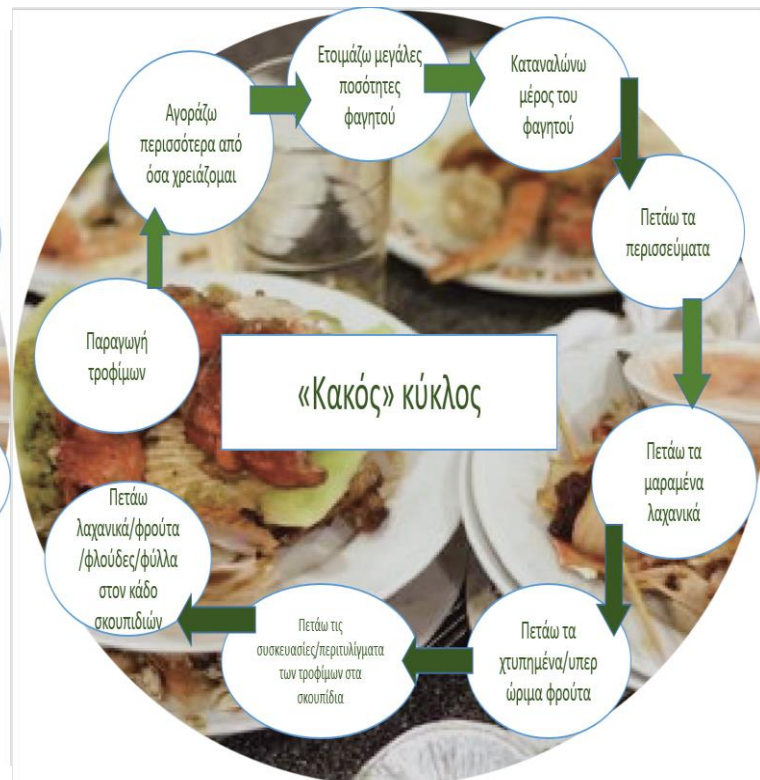 Ετοιμάζω μεγάλες
ποσότητες
φαγητού
Καταναλώνω
μέρος του
φαγητού
Αγοράζω
περισσότερα από
όσα χρειάζομαι
Πετάω τα
περισσεύματα
Παραγωγή
τροφίμων
«Κακός» κύκλος
Πετάω τα
μαραμένα
λαχανικά
Πετάω
λαχανικά/φρούτα
/φλούδες/φύλλα
στον κάδο
σκουπιδιών
Πετάω τις
συσκευασίες/περιτυλίγματα
των τροφίμων στα
σκουπίδια
Πετάω τα
χτυπημένα/υπερ
ώριμα φρούτα